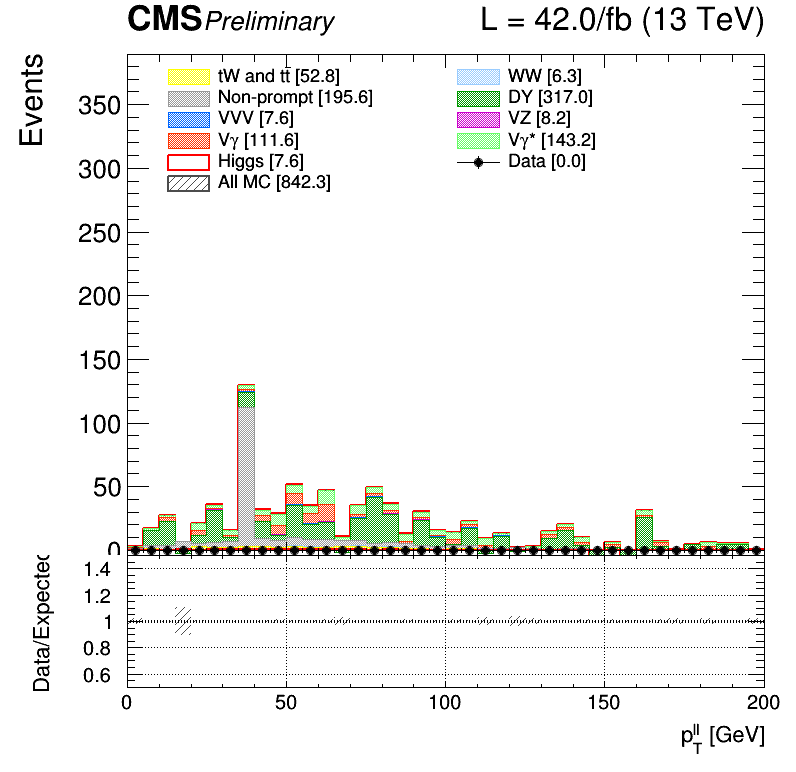 CMS Preliminary L = 42.0/fb (13 TeV)
Events
tW and tt̄ [52.8]
Non-prompt [195.6]
VVV [7.6]
Vγ [111.6]
Higgs [7.6]
All MC [842.3]
WW [6.3]
DY [317.0]
VZ [8.2]
Vγ* [143.2]
Data [0.0]
350
300
250
200
150
100
50
0
Data/Expected
1.4
1.2
1
0.8
0.6
0 50 100 150 200
p_T^ll [GeV]